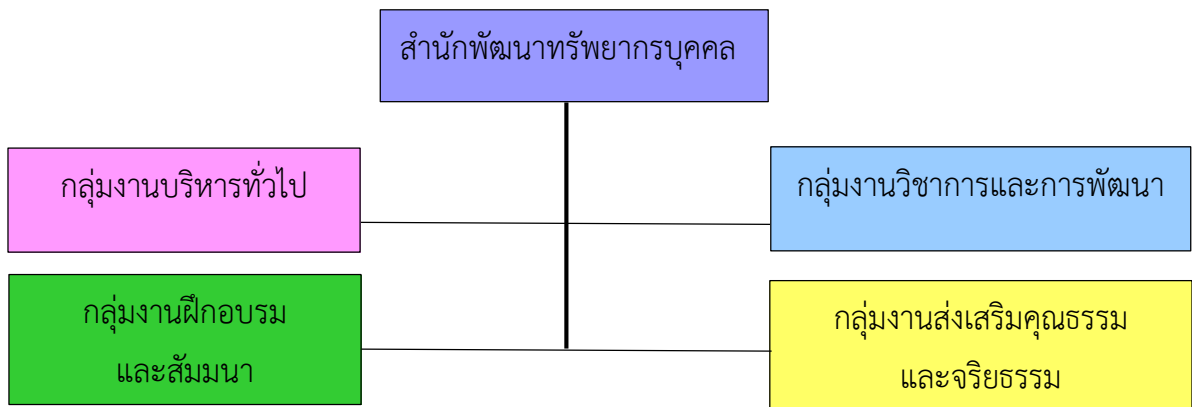 สำนักพัฒนาทรัพยากรบุคคล
กลุ่มงานบริหารทั่วไป
กลุ่มงานวิชาการและการพัฒนา
กลุ่มงานฝึกอบรม
และสัมมนา
กลุ่มงานส่งเสริมคุณธรรม
และจริยธรรม